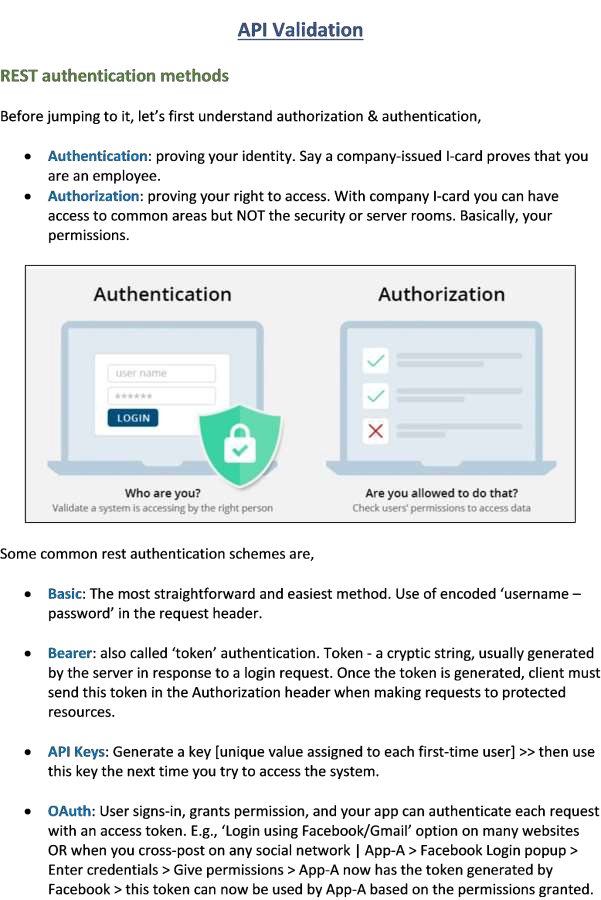 API Validation
REST authentication methods
Before jumping to it, let's first understand authorization & authentication,
• Authentication: proving your identity. Say a company-issued I-card proves that you
are an employee.
• Authorization: proving your right to access. With company I-card you can have
access to common areas but NOT the security or server rooms. Basically, your
permissions.
Authentication
user name
******
LOGIN
Who are you?
Validate a system is accessing by the right person
Authorization
Are you allowed to do that?
Check users' permissions to access data
Some common rest authentication schemes are,
• Basic: The most straightforward and easiest method. Use of encoded 'username –
password' in the request header.
• Bearer: also called 'token' authentication. Token - a cryptic string, usually generated
by the server in response to a login request. Once the token is generated, client must
send this token in the Authorization header when making requests to protected
resources.
• API Keys: Generate a key [unique value assigned to each first-time user] >> then use
this key the next time you try to access the system.
• OAuth: User signs-in, grants permission, and your app can authenticate each request
with an access token. E.g., 'Login using Facebook/Gmail' option on many websites
OR when you cross-post on any social network | App-A > Facebook Login popup >
Enter credentials > Give permissions > App-A now has the token generated by
Facebook > this token can now be used by App-A based on the permissions granted.